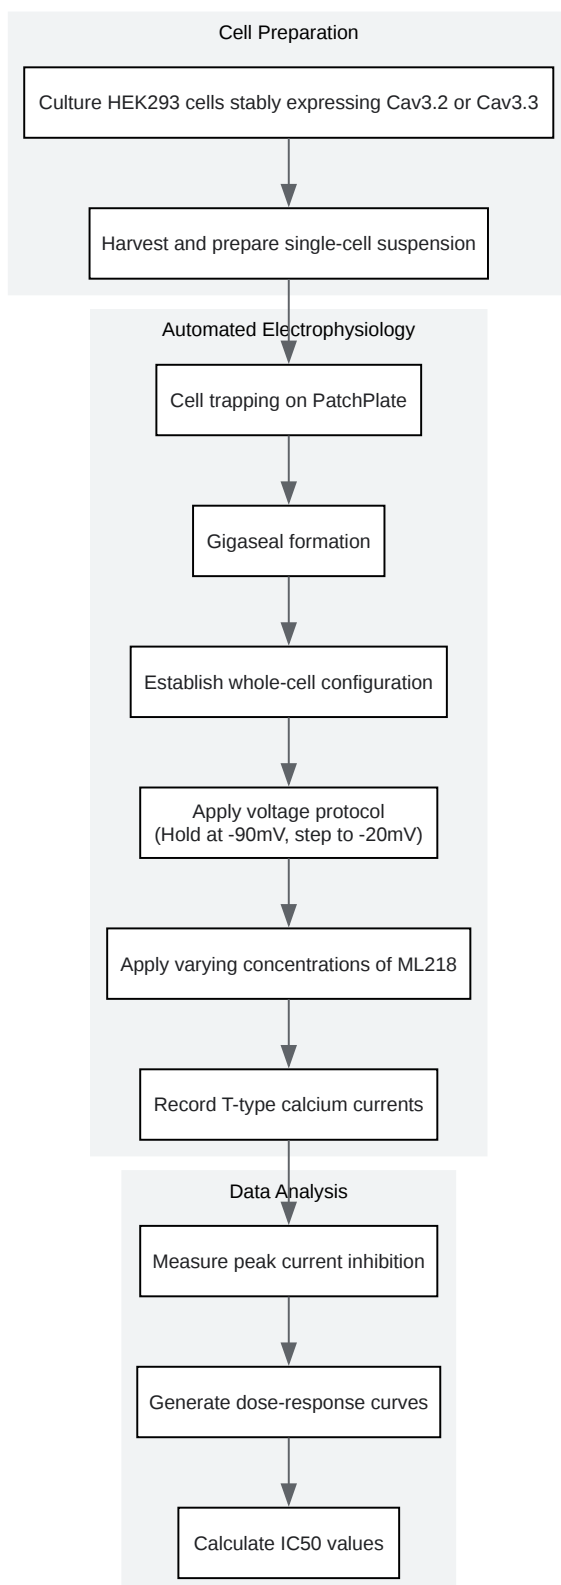 Cell Preparation
Culture HEK293 cells stably expressing Cav3.2 or Cav3.3
Harvest and prepare single-cell suspension
Automated Electrophysiology
Cell trapping on PatchPlate
Gigaseal formation
Establish whole-cell configuration
Apply voltage protocol
(Hold at -90mV, step to -20mV)
Apply varying concentrations of ML218
Record T-type calcium currents
Data Analysis
Measure peak current inhibition
Generate dose-response curves
Calculate IC50 values